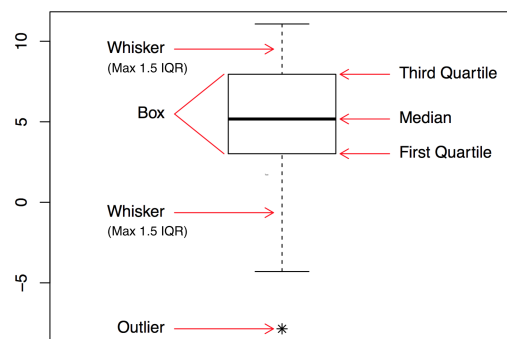 10
5
0
−5
Whisker
(Max 1.5 IQR)
Box
Whisker
(Max 1.5 IQR)
Outlier
Third Quartile
Median
First Quartile